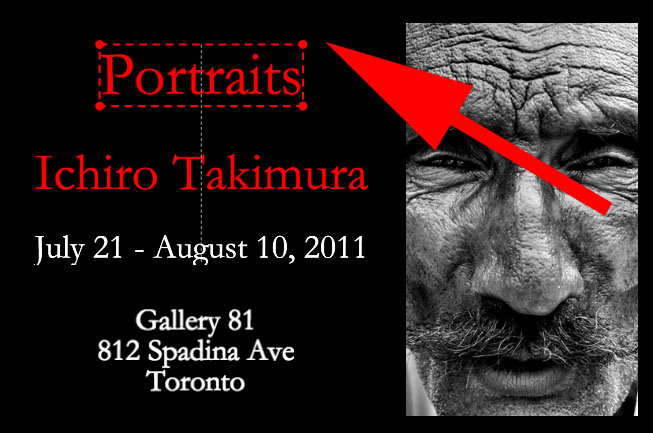 Portraits
Ichiro Takimura
July 21 - August 10, 2011
Gallery 81
812 Spadina Ave
Toronto